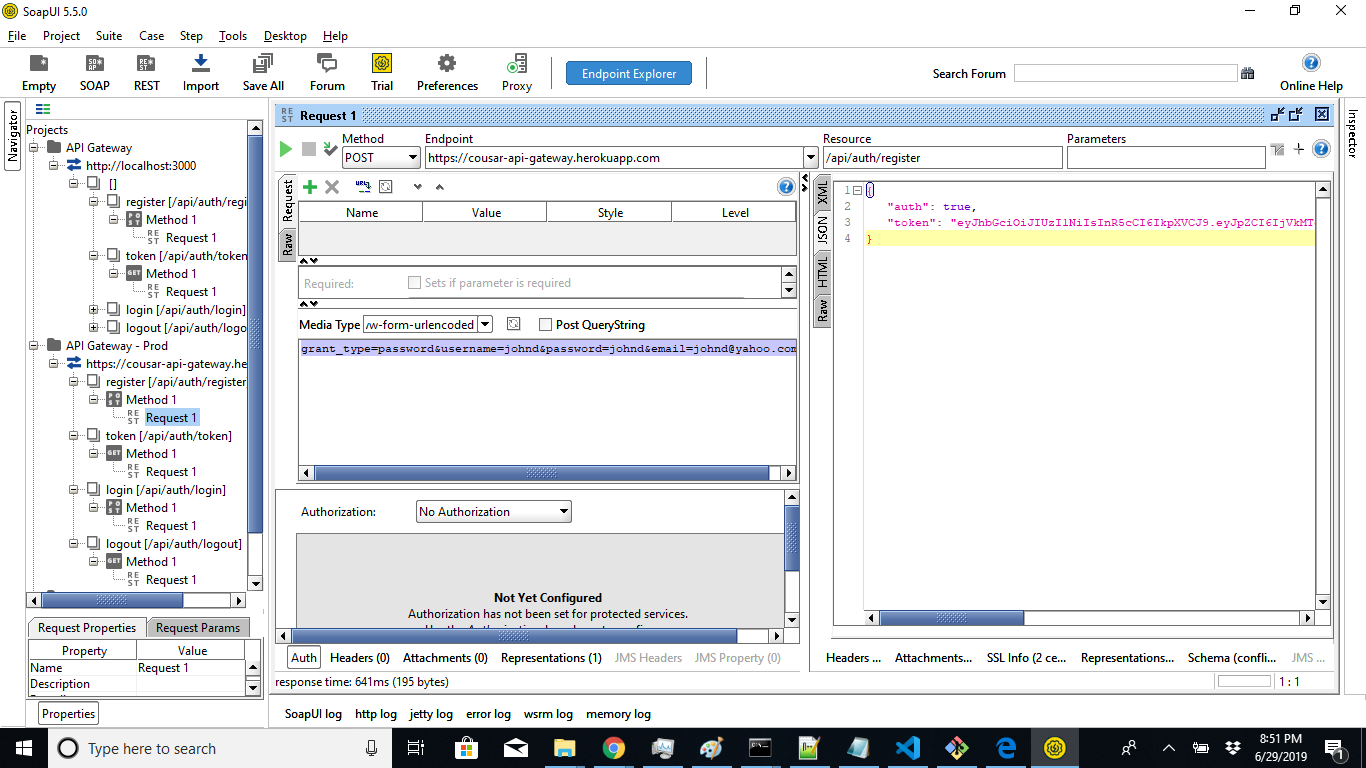 SoapUI 5.5.0
File Project Suite Case Step Tools Desktop Help
Empty SOAP REST Import Save All Forum Trial Preferences Proxy Endpoint Explorer Search Forum Online Help
Navigator
Projects
API Gateway
http://localhost:3000
[]
register [/api/auth/regi
Method 1
Request 1
token [/api/auth/token
Method 1
Request 1
login [/api/auth/login]
logout [/api/auth/logo
API Gateway - Prod
https://cousar-api-gateway.he
register [/api/auth/register
Method 1
Request 1
token [/api/auth/token]
Method 1
Request 1
login [/api/auth/login]
Method 1
Request 1
logout [/api/auth/logout]
Method 1
Request 1
Request Properties Request Params
Property Value
Name Request 1
Description
Properties
Request 1
Method Endpoint Resource Parameters
POST https://cousar-api-gateway.herokuapp.com /api/auth/register
Request
Raw
Name Value Style Level
Required: Sets if parameter is required
Media Type /w-form-urlencoded Post QueryString
grant_type=password&username=johnd&password=johnd&email=johnd@yahoo.com
Authorization: No Authorization
Not Yet Configured
Authorization has not been set for protected services.
Auth Headers (0) Attachments (0) Representations (1) JMS Headers JMS Property (0)
response time: 641ms (195 bytes)
XML
JSON
HTML
Raw
1 {
2 "auth": true,
3 "token": "eyJhbGciOiJIUzI1NiIsInR5cCI6IkpXVCJ9.eyJpZCI6IjVkMT
4 }
Headers ... Attachments... SSL Info (2 ce... Representations... Schema (confli... JMS ...
1 : 1
Inspector
SoapUI log http log jetty log error log wsrm log memory log
Type here to search
8:51 PM
6/29/2019
1